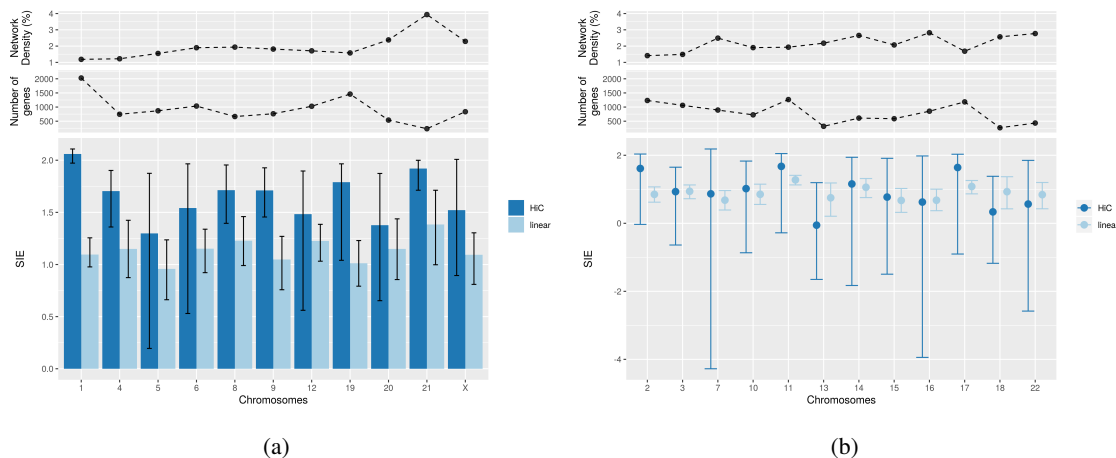 Network
Density (%)
4
3
2
1
Number of
genes
2000
1500
1000
500
SIE
2.0
1.5
1.0
0.5
0.0
1 4 5 6 8 9 12 19 20 21 X
Chromosomes
HiC
linear
(a)
Network
Density (%)
4
3
2
1
Number of
genes
2000
1500
1000
500
SIE
2
0
-2
-4
2 3 7 10 11 13 14 15 16 17 18 22
Chromosomes
HiC
linea
(b)